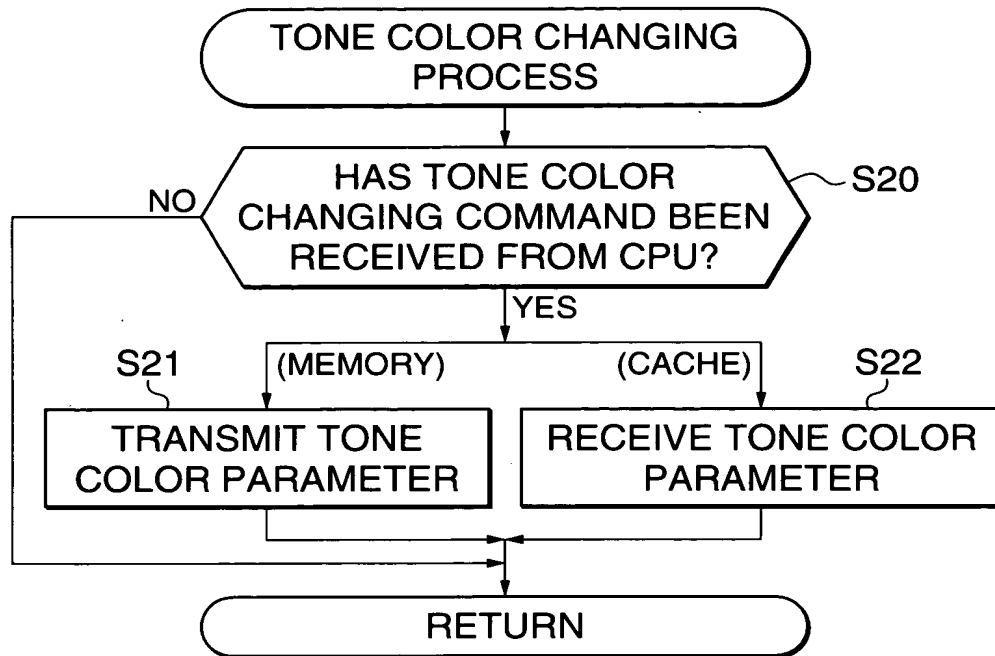 TONE COLOR CHANGING
PROCESS
HAS TONE COLOR
CHANGING COMMAND BEEN
RECEIVED FROM CPU?
S20
NO
YES
S21
(MEMORY)
(CACHE)
S22
TRANSMIT TONE
COLOR PARAMETER
RECEIVE TONE COLOR
PARAMETER
RETURN